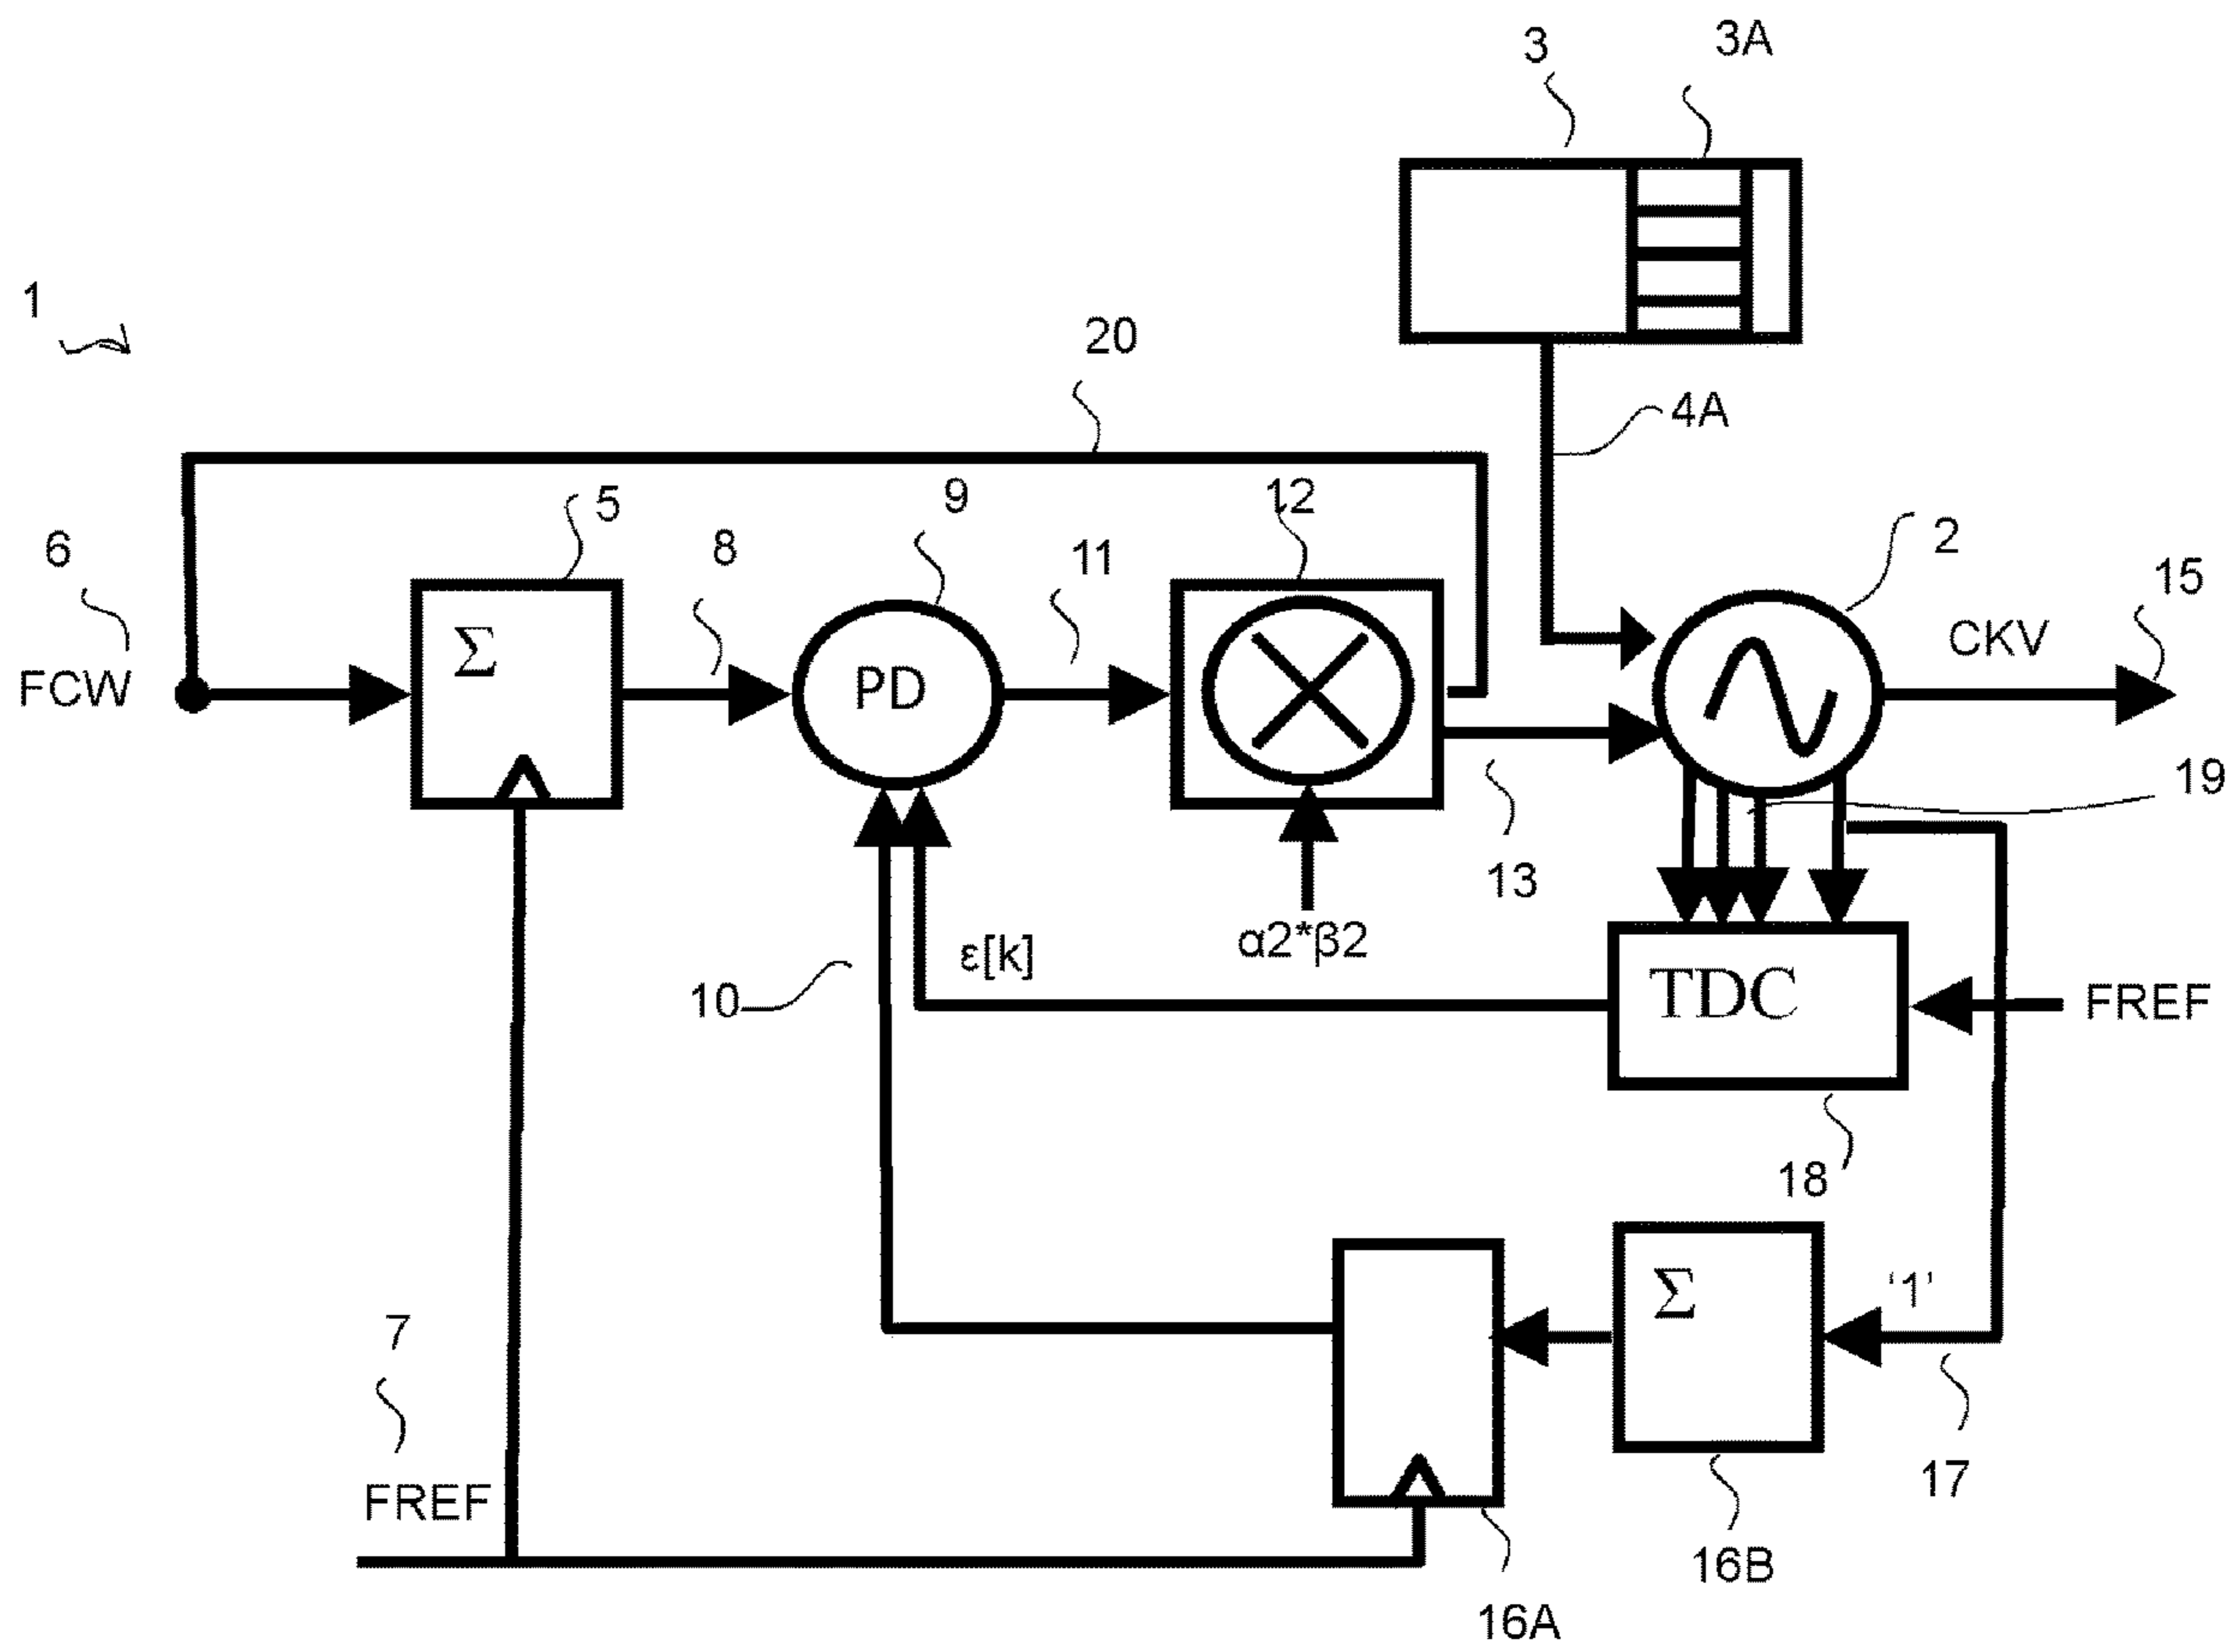 3
3A
1
20
4A
5
9
12
6
8
11
2
15
Σ
CKV
FCW
PD
19
13
α2*β2
ε[k]
10
TDC
FREF
18
Σ
'1'
7
17
FREF
16B
16A